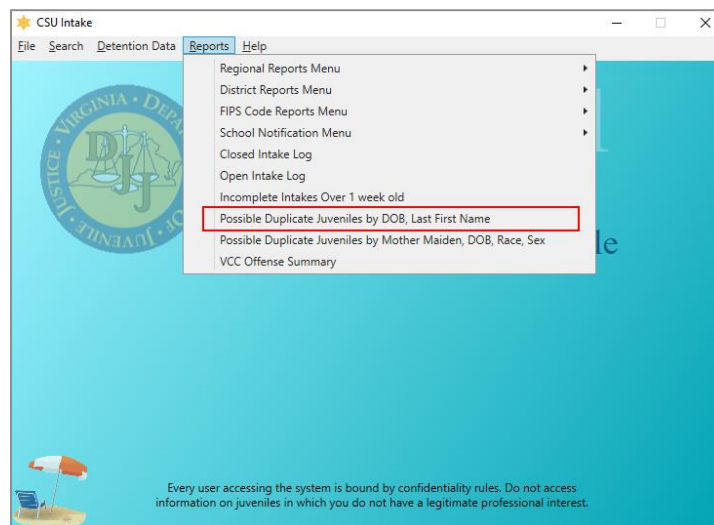 CSU Intake
File Search Detention Data Reports Help
Regional Reports Menu
District Reports Menu
FIPS Code Reports Menu
School Notification Menu
Closed Intake Log
Open Intake Log
Incomplete Intakes Over 1 week old
Possible Duplicate Juveniles by DOB, Last First Name
Possible Duplicate Juveniles by Mother Maiden, DOB, Race, Sex
VCC Offense Summary
DJJ
JUVENILE
Every user accessing the system is bound by confidentiality rules. Do not access
information on juveniles in which you do not have a legitimate professional interest.